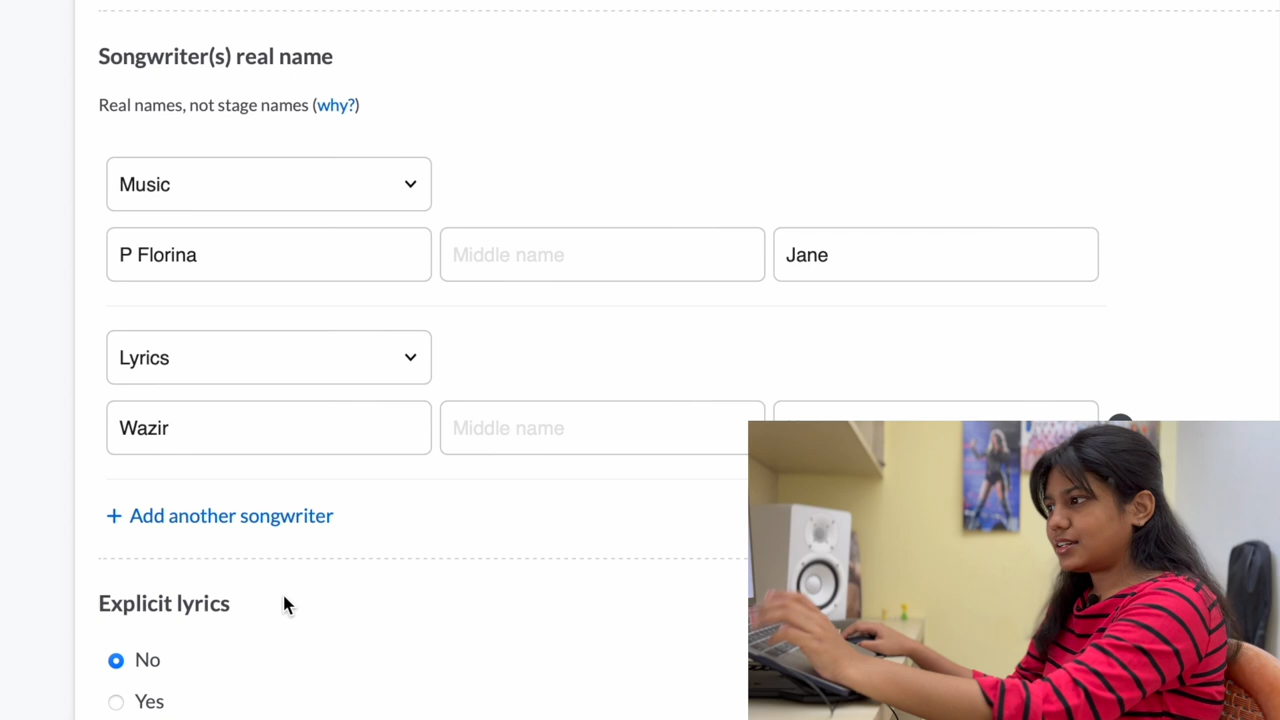 Songwriter(s) real name
Real names, not stage names (why?)
Music
P Florina Middle name Jane
Lyrics
Wazir Middle name
+ Add another songwriter
Explicit lyrics
No
Yes